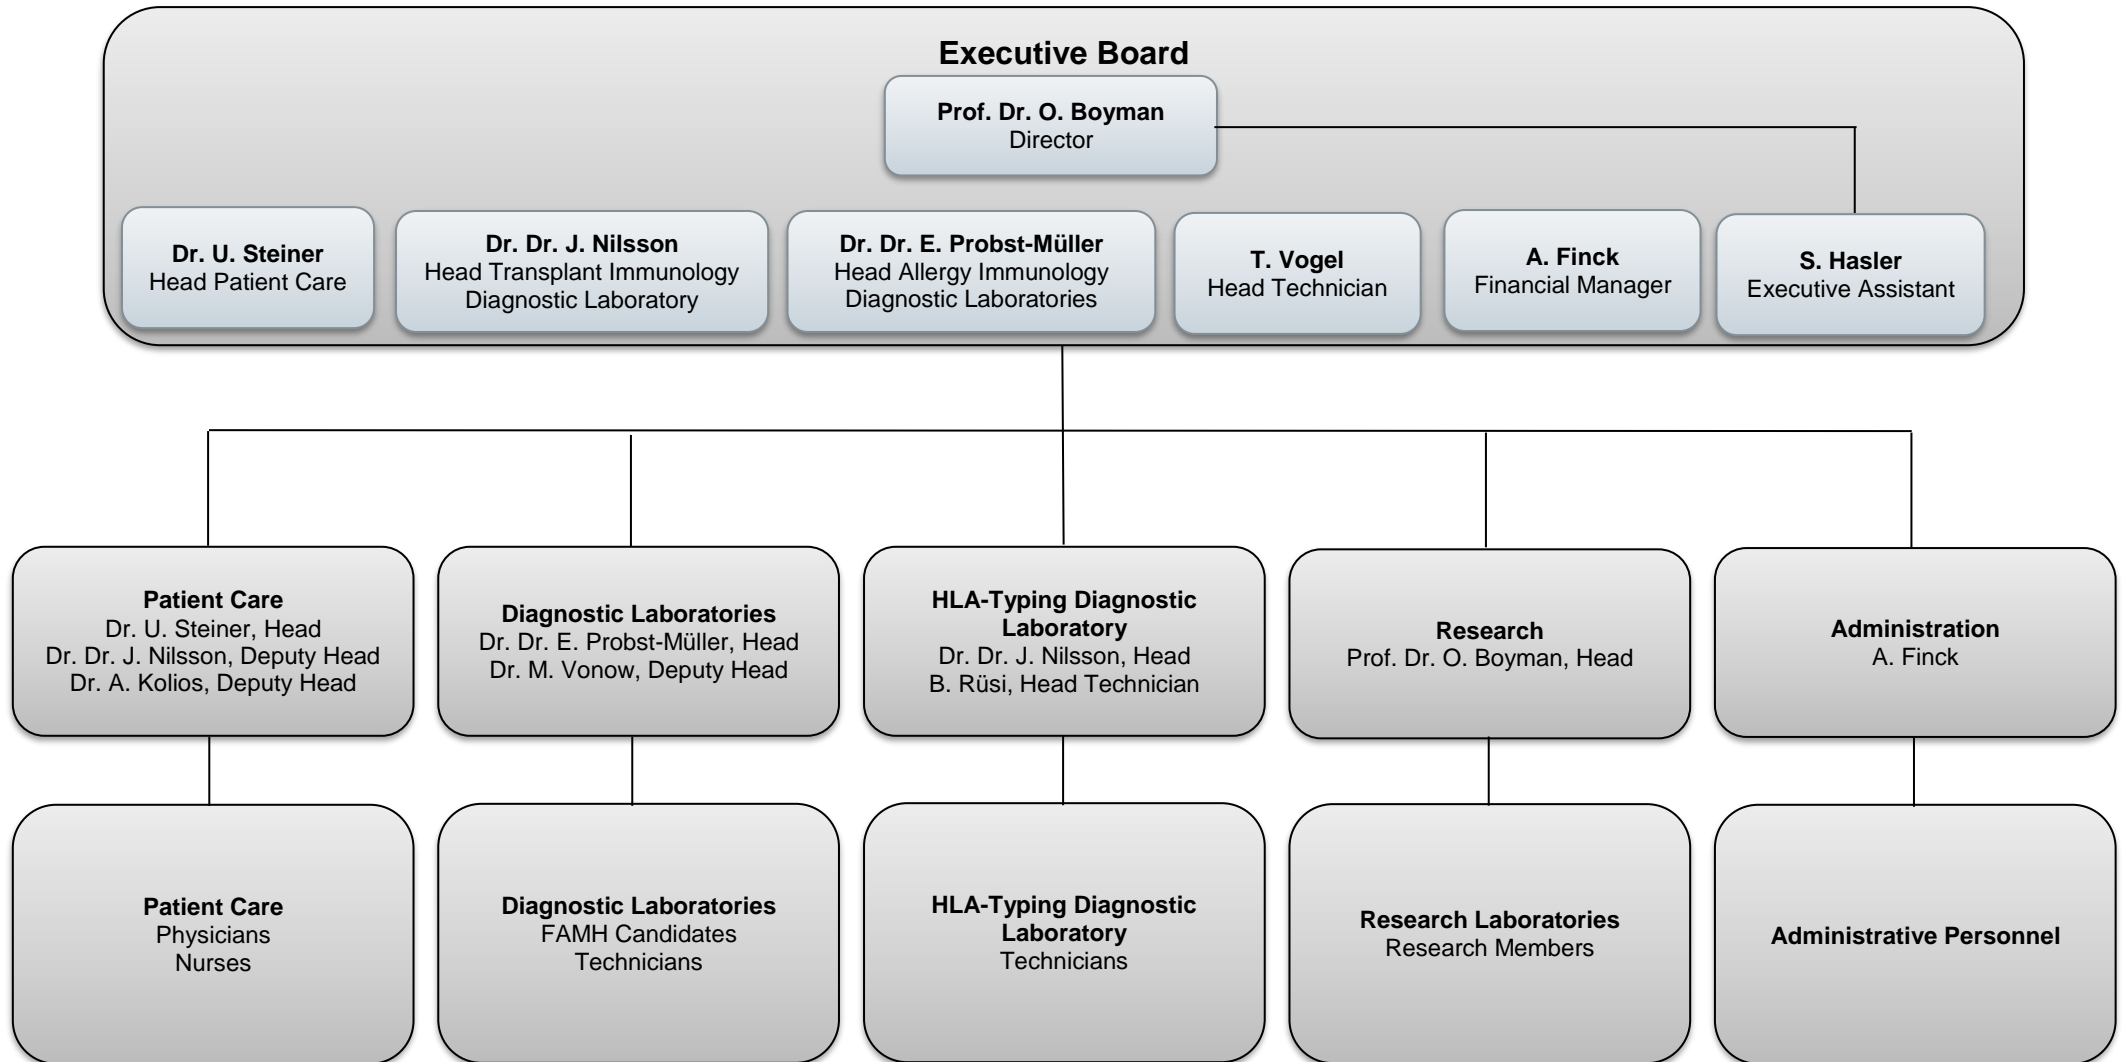 Executive Board
Prof. Dr. O. Boyman
Director
Dr. U. Steiner
Head Patient Care
Dr. Dr. J. Nilsson
Head Transplant Immunology
Diagnostic Laboratory
Dr. Dr. E. Probst-Müller
Head Allergy Immunology
Diagnostic Laboratories
T. Vogel
Head Technician
A. Finck
Financial Manager
S. Hasler
Executive Assistant
Patient Care
Dr. U. Steiner, Head
Dr. Dr. J. Nilsson, Deputy Head
Dr. A. Kolios, Deputy Head
Diagnostic Laboratories
Dr. Dr. E. Probst-Müller, Head
Dr. M. Vonow, Deputy Head
HLA-Typing Diagnostic
Laboratory
Dr. Dr. J. Nilsson, Head
B. Rüsi, Head Technician
Research
Prof. Dr. O. Boyman, Head
Administration
A. Finck
Patient Care
Physicians
Nurses
Diagnostic Laboratories
FAMH Candidates
Technicians
HLA-Typing Diagnostic
Laboratory
Technicians
Research Laboratories
Research Members
Administrative Personnel